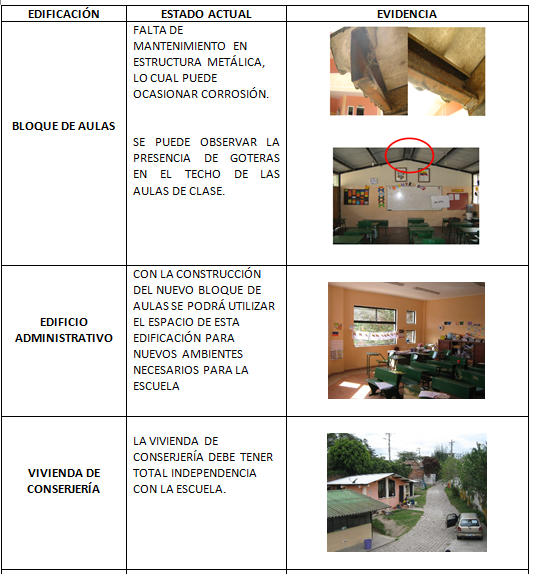 EDIFICACIÓN
ESTADO ACTUAL
EVIDENCIA
BLOQUE DE AULAS
FALTA DE
MANTENIMIENTO EN
ESTRUCTURA METÁLICA,
LO CUAL PUEDE
OCASIONAR CORROSIÓN.
SE PUEDE OBSERVAR LA
PRESENCIA DE GOTERAS
EN EL TECHO DE LAS
AULAS DE CLASE.
EDIFICIO
ADMINISTRATIVO
CON LA CONSTRUCCIÓN
DEL NUEVO BLOQUE DE
AULAS SE PODRÁ UTILIZAR
EL ESPACIO DE ESTA
EDIFICACIÓN PARA
NUEVOS AMBIENTES
NECESARIOS PARA LA
ESCUELA
VIVIENDA DE
CONSERJERÍA
LA VIVIENDA DE
CONSERJERÍA DEBE TENER
TOTAL INDEPENDENCIA
CON LA ESCUELA.